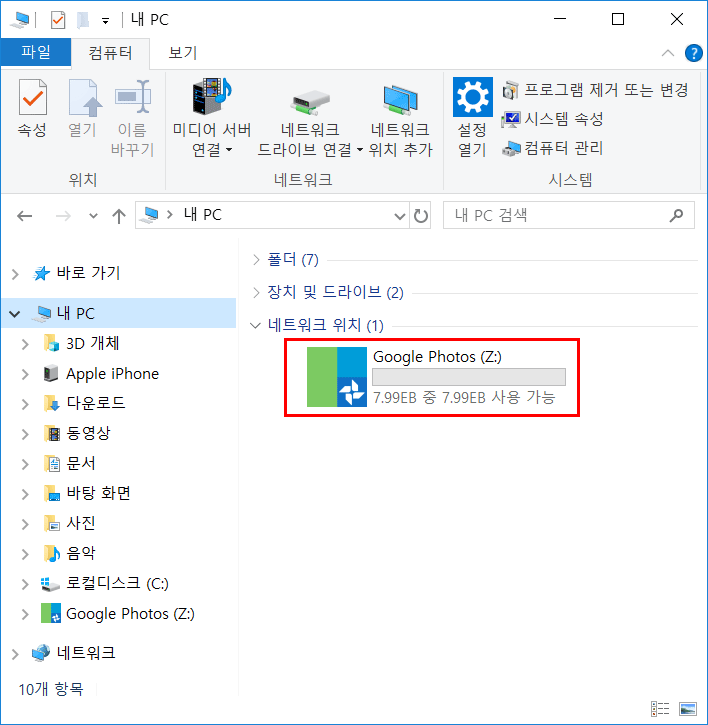 내 PC
파일
컴퓨터
보기
속성
열기
이름
바꾸기
위치
미디어 서버
연결
네트워크
드라이브 연결
네트워크
위치 추가
네트워크
설정
열기
프로그램 제거 또는 변경
시스템 속성
컴퓨터 관리
시스템
내 PC
내 PC 검색
바로 가기
내 PC
3D 개체
Apple iPhone
다운로드
동영상
문서
바탕 화면
사진
음악
로컬디스크 (C:)
Google Photos (Z:)
네트워크
폴더 (7)
장치 및 드라이브 (2)
네트워크 위치 (1)
Google Photos (Z:)
7.99EB 중 7.99EB 사용 가능
10개 항목